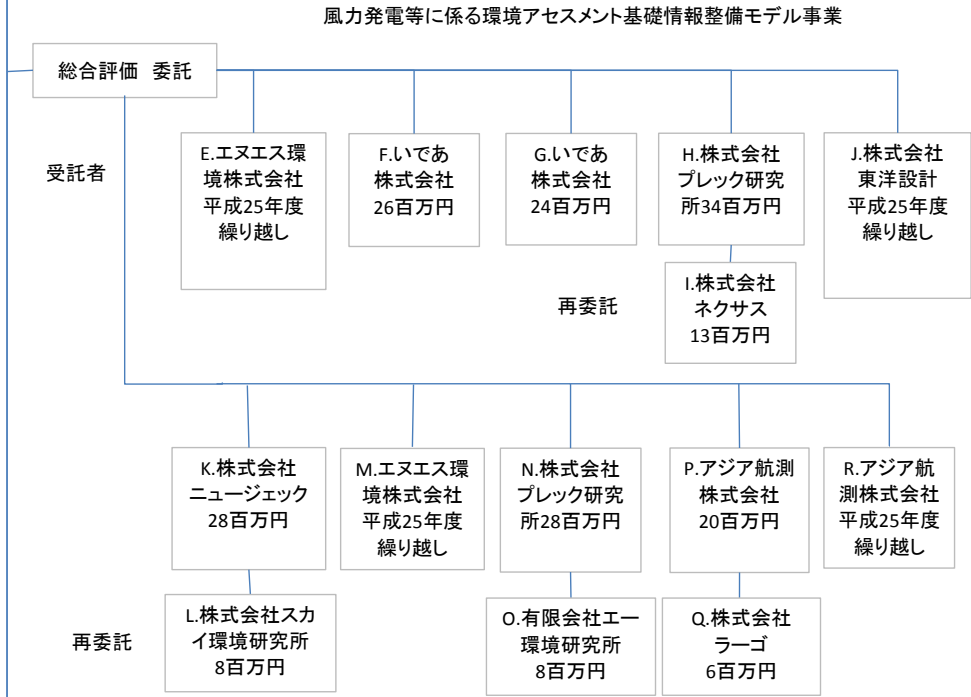 風力発電等に係る環境アセスメント基礎情報整備モデル事業
総合評価 委託
受託者
E.エヌエス環
境株式会社
平成25年度
繰り越し
F.いであ
株式会社
26百万円
G.いであ
株式会社
24百万円
H.株式会社
プレック研究
所34百万円
J.株式会社
東洋設計
平成25年度
繰り越し
再委託
I.株式会社
ネクサス
13百万円
K.株式会社
ニュージェック
28百万円
M.エヌエス環
境株式会社
平成25年度
繰り越し
N.株式会社
プレック研究
所28百万円
P.アジア航測
株式会社
20百万円
R.アジア航
測株式会社
平成25年度
繰り越し
再委託
L.株式会社スカ
イ環境研究所
8百万円
O.有限会社エー
環境研究所
8百万円
Q.株式会社
ラーゴ
6百万円